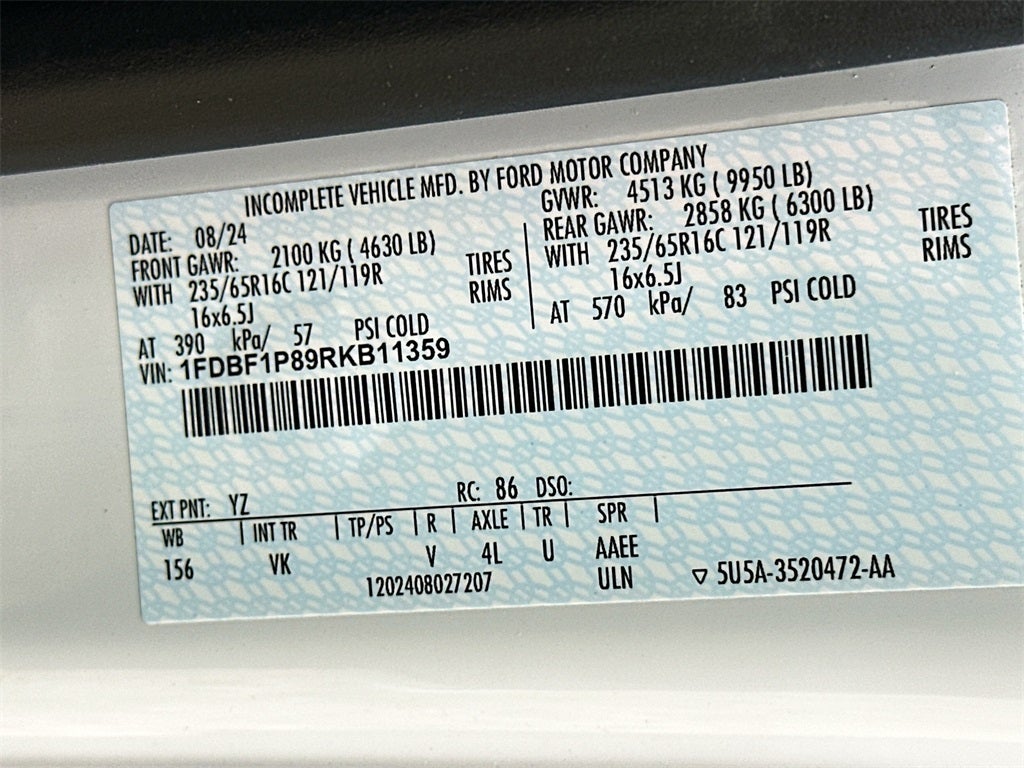 INCOMPLETE VEHICLE MFD. BY FORD MOTOR COMPANY
DATE: 08/24
FRONT GAWR: 2100 KG ( 4630 LB)
WITH 235/65R16C 121/119R TIRES
16x6.5J RIMS
AT 390 kPa/ 57 PSI COLD
GVWR: 4513 KG ( 9950 LB)
REAR GAWR: 2858 KG ( 6300 LB)
WITH 235/65R16C 121/119R TIRES
16x6.5J RIMS
AT 570 kPa/ 83 PSI COLD
VIN: 1FDBF1P89RKB11359
EXT PNT: YZ RC: 86 DSO:
WB | INT TR | TP/PS | R | AXLE | TR | SPR |
156 VK V 4L U AAEE
1202408027207 ULN ▽ 5U5A-3520472-AA